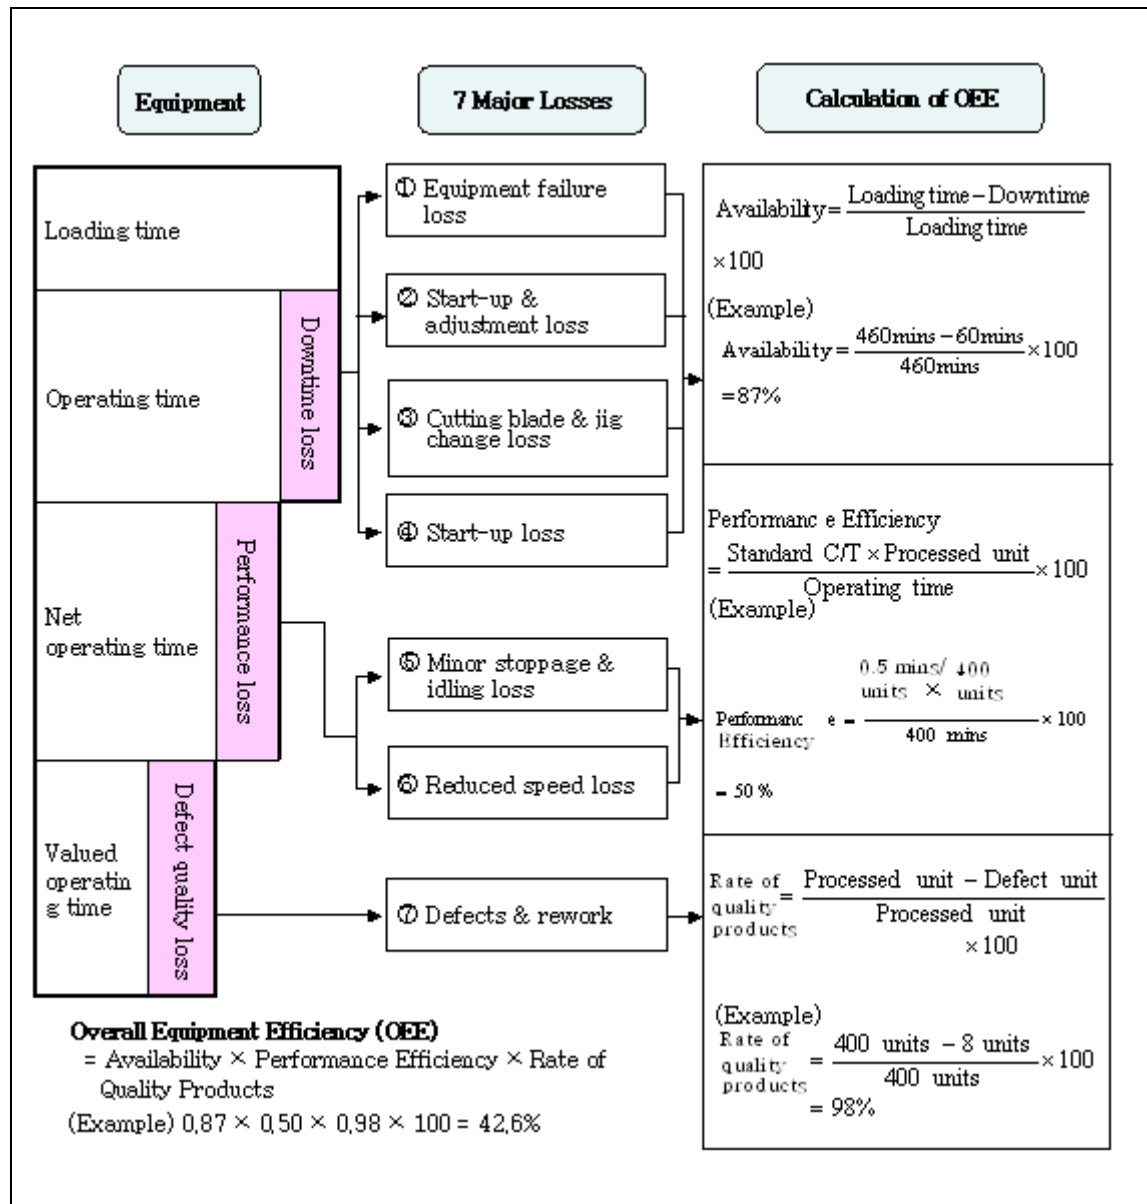 Equipment
7 Major Losses
Calculation of OEE
Loading time
Operating time
Downtime loss
Net
operating time
Performance loss
Valued
operatin
g time
Defect quality loss
① Equipment failure
loss
② Start-up &
adjustment loss
③ Cutting blade & jig
change loss
④ Start-up loss
⑤ Minor stoppage &
idling loss
⑥ Reduced speed loss
⑦ Defects & rework
Availability= Loading time - Downtime
Loading time
×100
(Example)
Availability= 460mins - 60mins ×100
460mins
=87%
Performanc e Efficiency
= Standard C/T × Processed unit × 100
Operating time
(Example)
0.5 mins/ 400
units × units
Performanc e = × 100
Efficiency
400 mins
= 50 %
Rate of
quality
products
= Processed unit - Defect unit
Processed unit
×100
(Example)
Rate of
quality
products
= 400 units - 8 units ×100
400 units
= 98%
Overall Equipment Efficiency (OEE)
= Availability × Performance Efficiency × Rate of
Quality Products
(Example) 0,87 × 0,50 × 0,98 × 100 = 42,6%